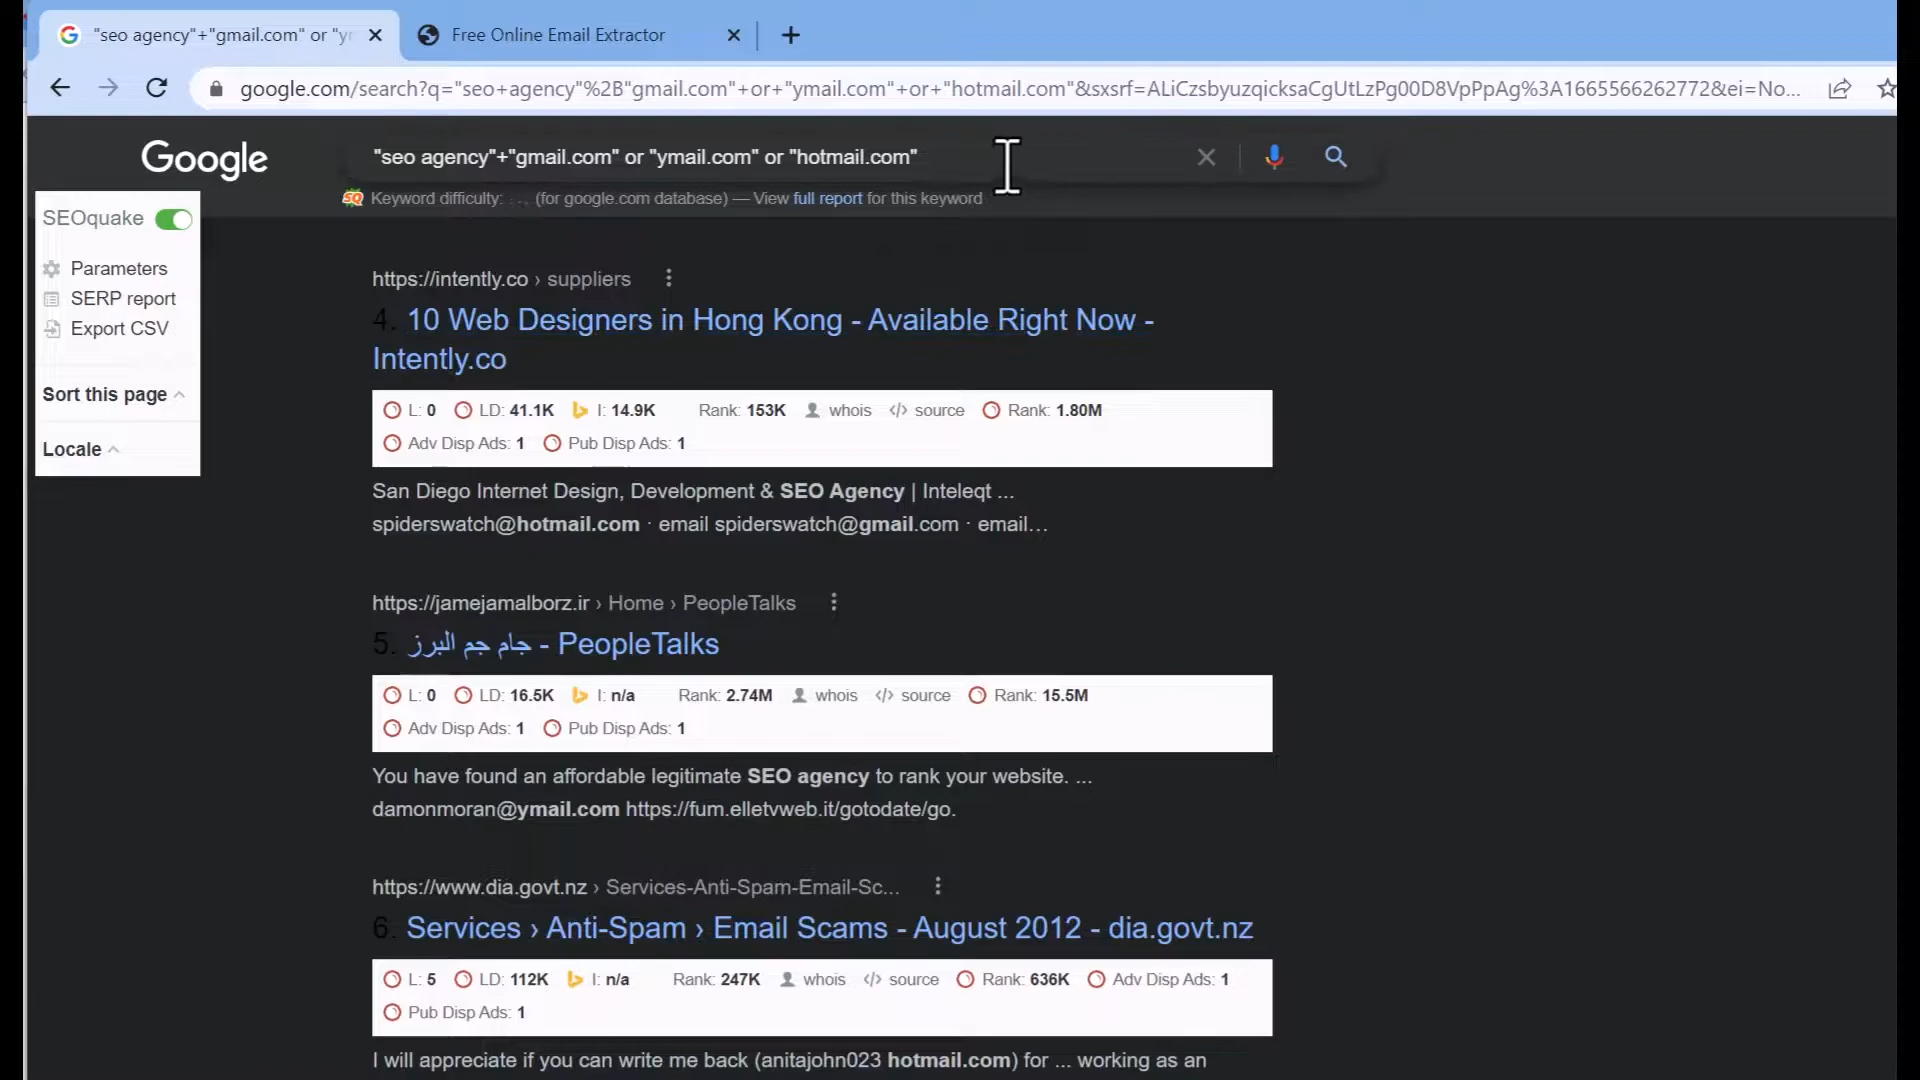 "seo agency"+"gmail.com" or "yr
Free Online Email Extractor
google.com/search?q="seo+agency"%2B"gmail.com"+or+"ymail.com"+or+"hotmail.com"&sxsrf=ALiCzsbyuzqicksaCgUtLzPg00D8VpPpAg%3A1665566262772&ei=No...
Google
"seo agency"+"gmail.com" or "ymail.com" or "hotmail.com"
Keyword difficulty: ... (for google.com database) — View full report for this keyword
SEOquake
Parameters
SERP report
Export CSV
Sort this page
Locale
https://intently.co › suppliers
4. 10 Web Designers in Hong Kong - Available Right Now -
Intently.co
L: 0 LD: 41.1K I: 14.9K Rank: 153K whois source Rank: 1.80M
Adv Disp Ads: 1 Pub Disp Ads: 1
San Diego Internet Design, Development & SEO Agency | Inteleqt ...
spiderswatch@hotmail.com · email spiderswatch@gmail.com · email…
https://jamejamalborz.ir › Home › PeopleTalks
5. جام جم البرز - PeopleTalks
L: 0 LD: 16.5K I: n/a Rank: 2.74M whois source Rank: 15.5M
Adv Disp Ads: 1 Pub Disp Ads: 1
You have found an affordable legitimate SEO agency to rank your website. ...
damonmoran@ymail.com https://fum.elletvweb.it/gotodate/go.
https://www.dia.govt.nz › Services-Anti-Spam-Email-Sc...
6. Services › Anti-Spam › Email Scams - August 2012 - dia.govt.nz
L: 5 LD: 112K I: n/a Rank: 247K whois source Rank: 636K Adv Disp Ads: 1
Pub Disp Ads: 1
I will appreciate if you can write me back (anitajohn023 hotmail.com) for ... working as an